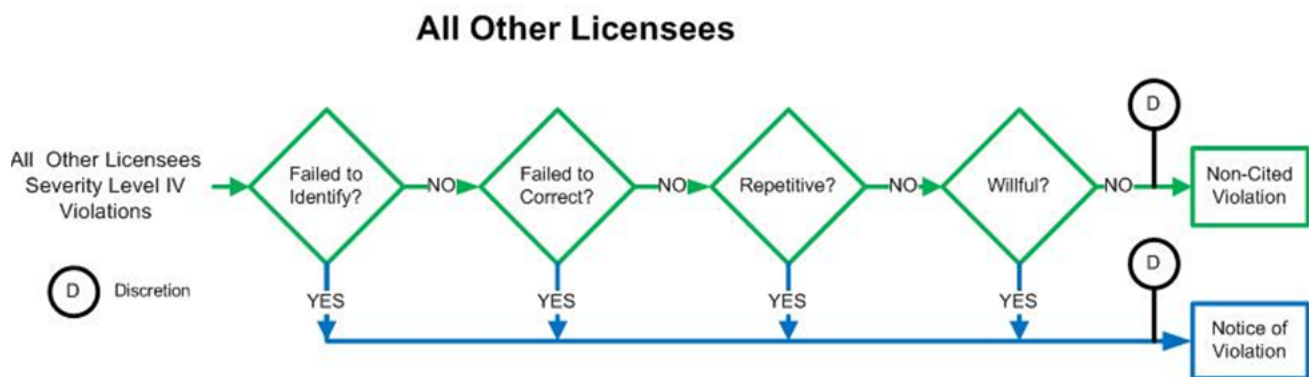 All Other Licensees
All Other Licensees
Severity Level IV
Violations
Failed to
Identify?
NO
Failed to
Correct?
NO
Repetitive?
NO
Willful?
NO
D
Non-Cited
Violation
D
Discretion
YES
YES
YES
YES
D
Notice of
Violation